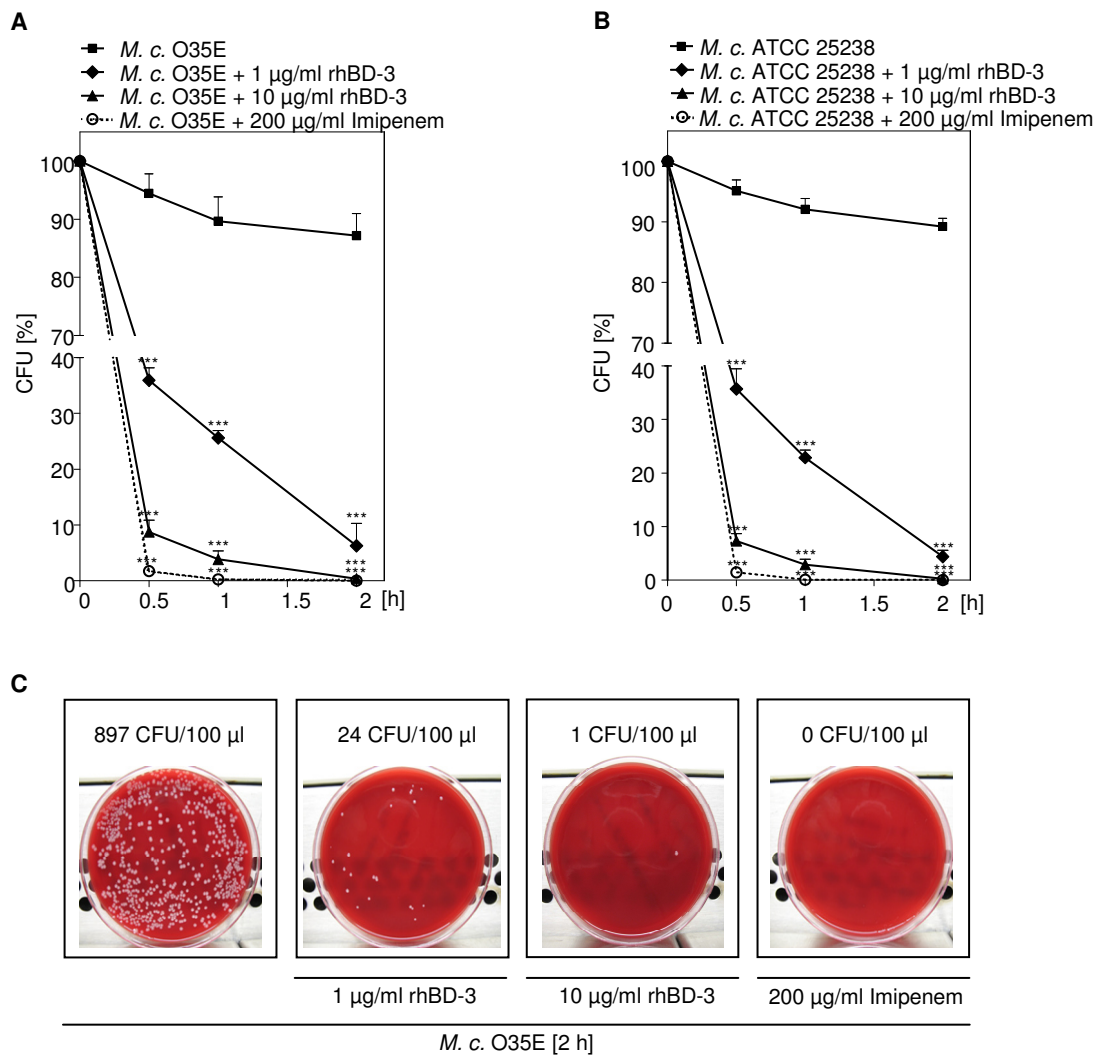 A
M. c. O35E
M. c. O35E + 1 µg/ml rhBD-3
M. c. O35E + 10 µg/ml rhBD-3
M. c. O35E + 200 µg/ml Imipenem
CFU [%]
100
90
80
70
40
30
20
10
0
***
***
***
***
***
***
***
***
***
0 0.5 1 1.5 2 [h]
B
M. c. ATCC 25238
M. c. ATCC 25238 + 1 µg/ml rhBD-3
M. c. ATCC 25238 + 10 µg/ml rhBD-3
M. c. ATCC 25238 + 200 µg/ml Imipenem
CFU [%]
100
90
80
70
40
30
20
10
0
***
***
***
***
***
***
***
***
***
0 0.5 1 1.5 2 [h]
C
897 CFU/100 µl
24 CFU/100 µl
1 CFU/100 µl
0 CFU/100 µl
1 µg/ml rhBD-3
10 µg/ml rhBD-3
200 µg/ml Imipenem
M. c. O35E [2 h]